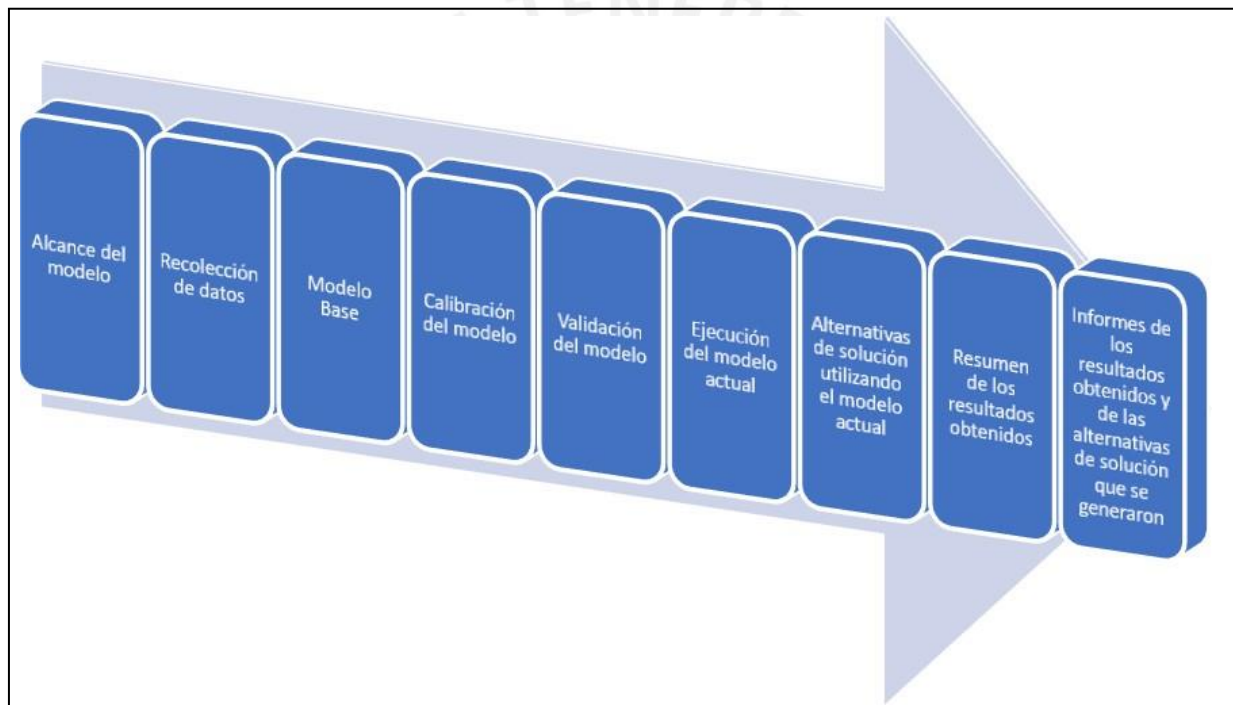 Alcance del
modelo
Recolección
de datos
Modelo
Base
Calibración
del modelo
Validación
del modelo
Ejecución
del modelo
actual
Alternativas
de solución
utilizando
el modelo
actual
Resumen
de los
resultados
obtenidos
Informes de
los
resultados
obtenidos y
de las
alternativas
de solución
que se
generaron